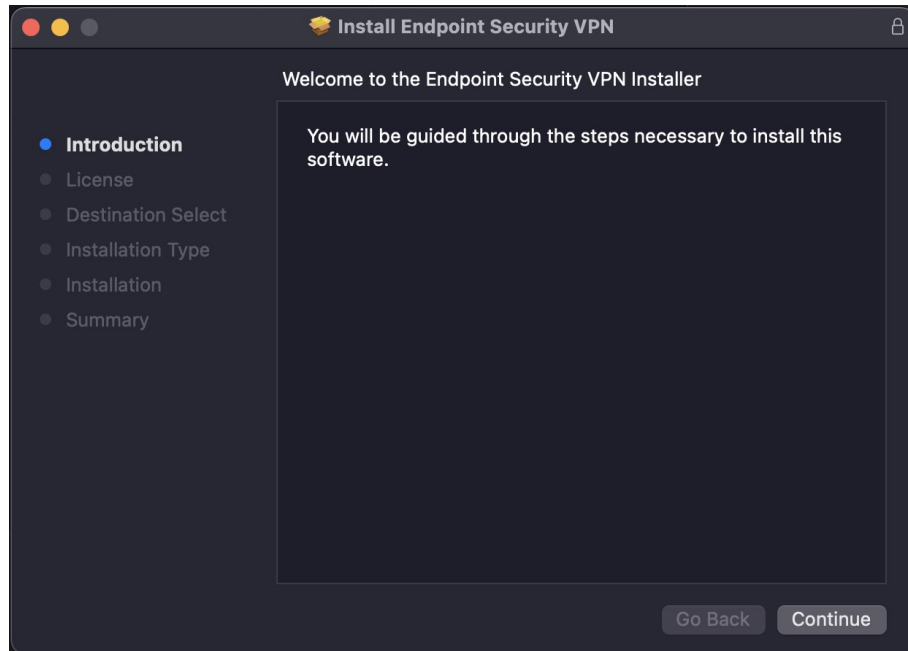 Install Endpoint Security VPN
Welcome to the Endpoint Security VPN Installer
Introduction
License
Destination Select
Installation Type
Installation
Summary
You will be guided through the steps necessary to install this
software.
Go Back
Continue